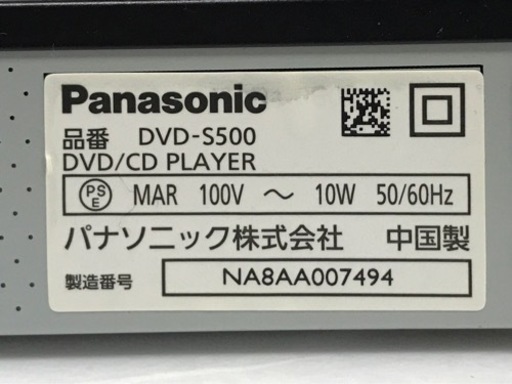 Panasonic
品番 DVD-S500
DVD/CD PLAYER
PS E MAR 100V ～ 10W 50/60Hz
パナソニック株式会社 中国製
製造番号 NA8AA007494